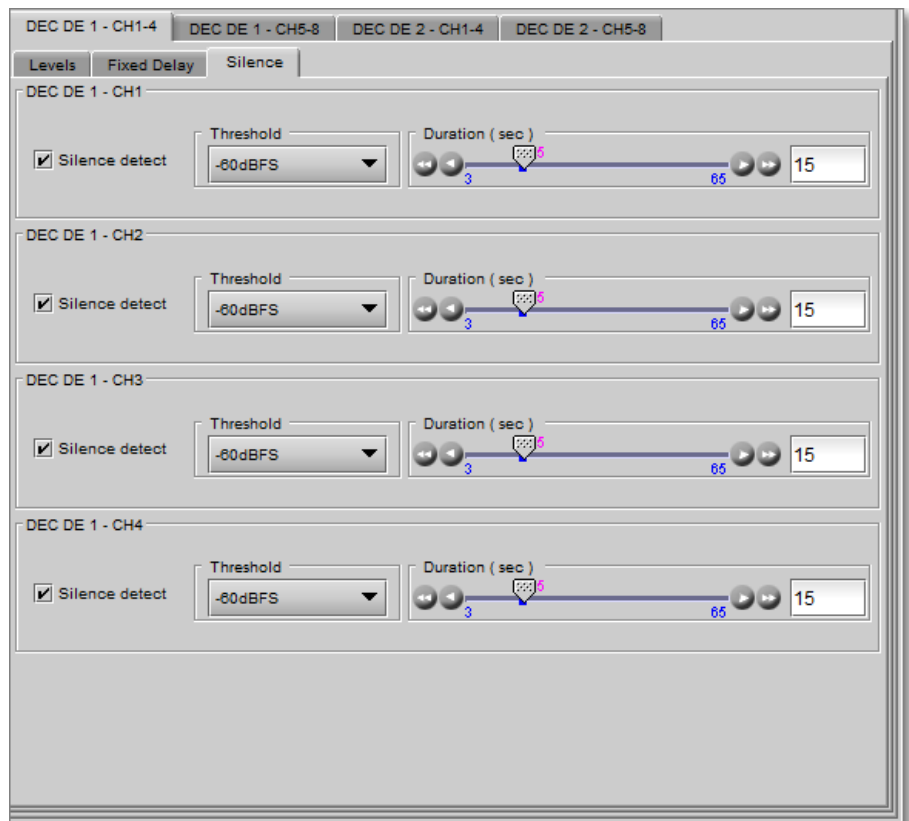 DEC DE 1 - CH1-4 DEC DE 1 - CH5-8 DEC DE 2 - CH1-4 DEC DE 2 - CH5-8
Levels Fixed Delay Silence
DEC DE 1 - CH1
Threshold Duration ( sec )
Silence detect -60dBFS 5 15
3 65
DEC DE 1 - CH2
Threshold Duration ( sec )
Silence detect -60dBFS 5 15
3 65
DEC DE 1 - CH3
Threshold Duration ( sec )
Silence detect -60dBFS 5 15
3 65
DEC DE 1 - CH4
Threshold Duration ( sec )
Silence detect -60dBFS 5 15
3 65